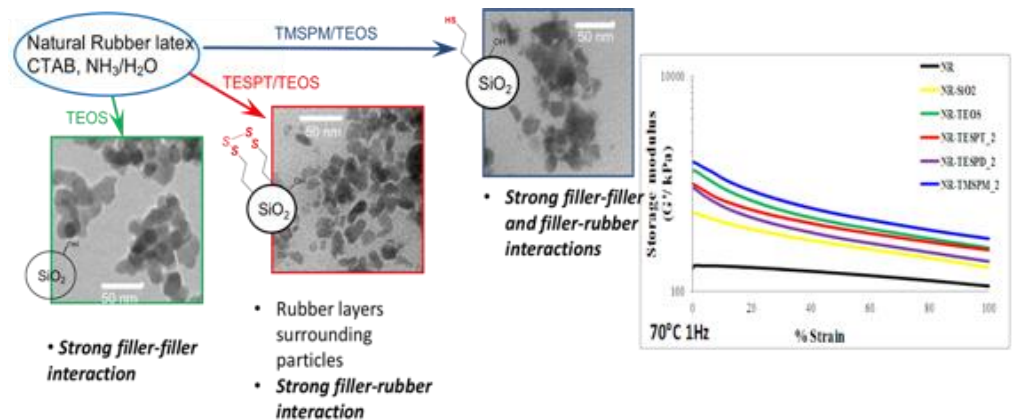 Natural Rubber latex
CTAB, NH₃/H₂O
TMSPM/TEOS
TESPT/TEOS
TEOS
HS
OH
SiO₂
50 nm
S
S
S
S
SiO₂
50 nm
OH
SiO₂
50 nm
• Strong filler-filler
interaction
• Rubber layers
surrounding
particles
• Strong filler-rubber
interaction
• Strong filler-filler
and filler-rubber
interactions
Storage modulus
(G'/ kPa)
10000
100
NR
NR-SiO2
NR-TEOS
NR-TESPT_2
NR-TESPD_2
NR-TMSPM_2
0
20
40
60
80
100
70°C 1Hz
% Strain